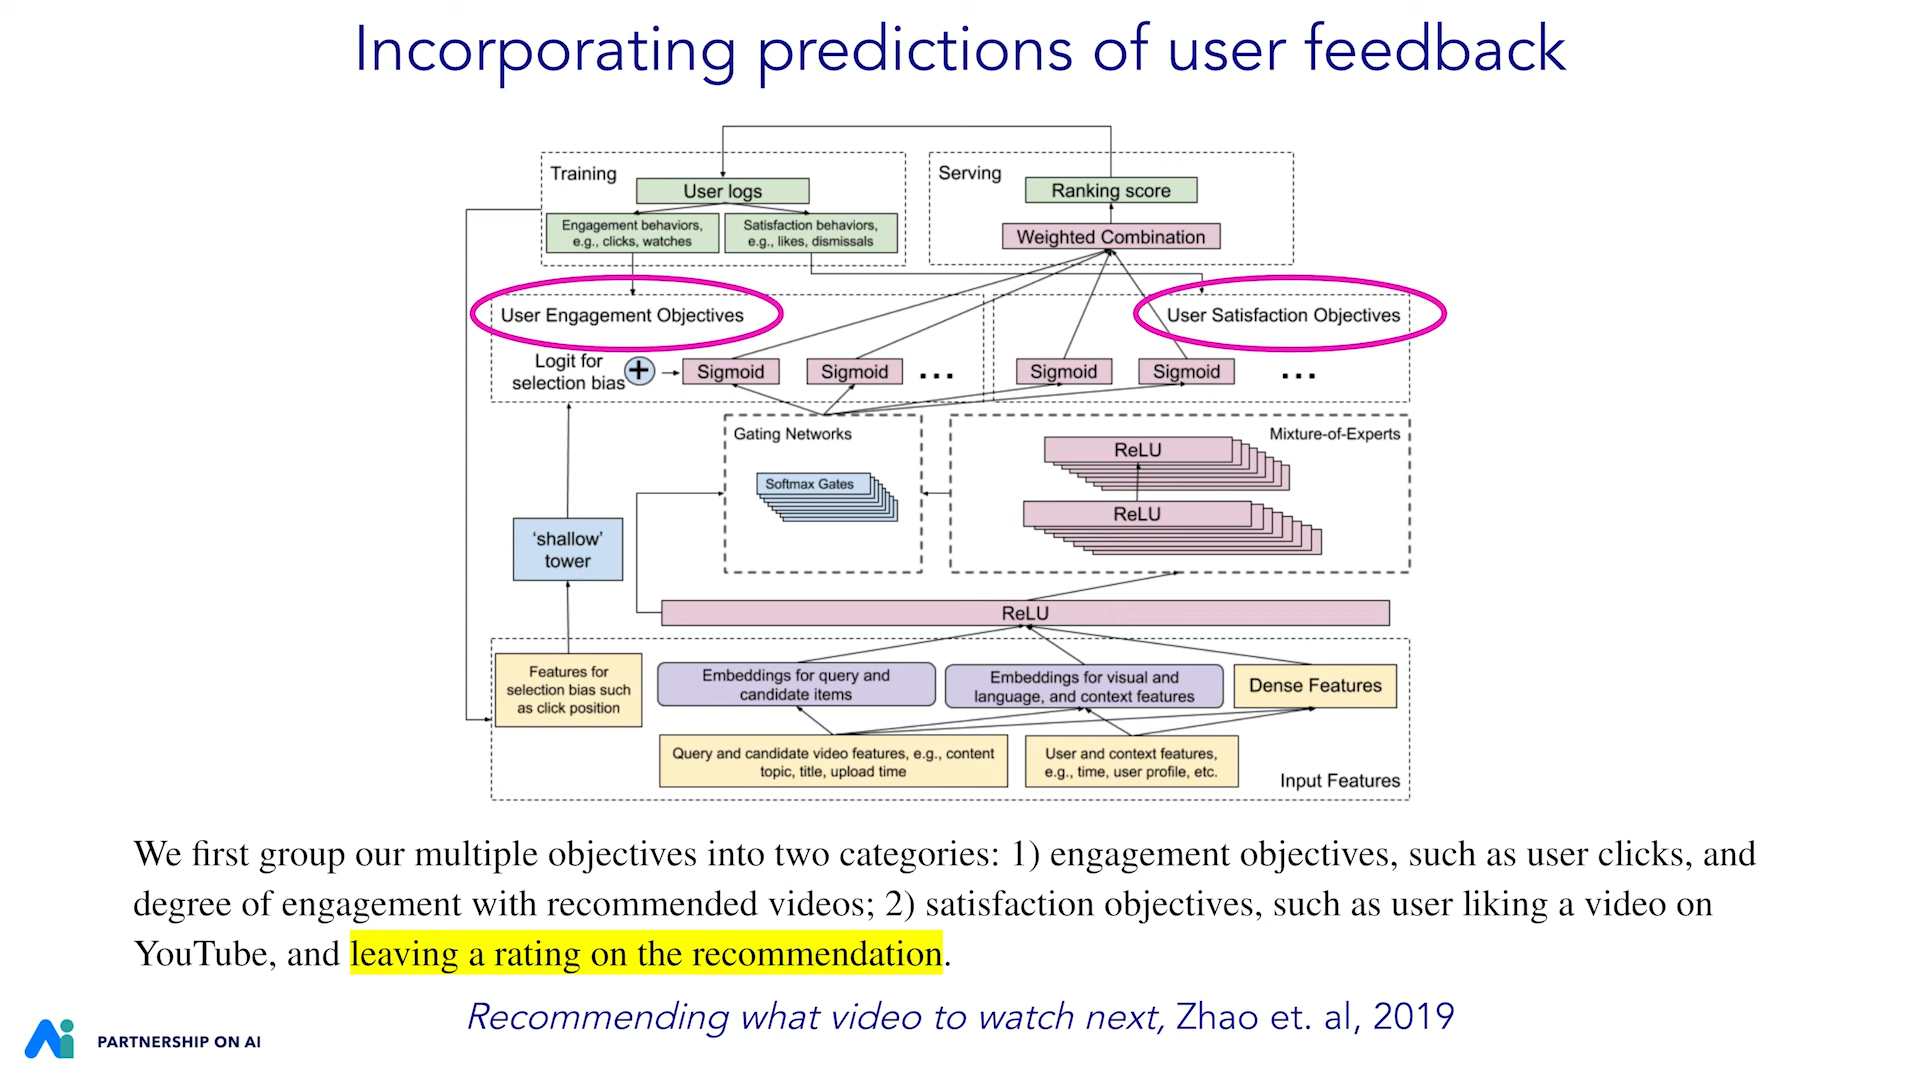 Incorporating predictions of user feedback
Training
User logs
Engagement behaviors,
e.g., clicks, watches
Satisfaction behaviors,
e.g., likes, dismissals
Serving
Ranking score
Weighted Combination
User Engagement Objectives
User Satisfaction Objectives
Logit for
selection bias
+
Sigmoid
Sigmoid
...
Sigmoid
Sigmoid
...
Gating Networks
Softmax Gates
Mixture-of-Experts
ReLU
ReLU
‘shallow’
tower
ReLU
Features for
selection bias such
as click position
Embeddings for query and
candidate items
Embeddings for visual and
language, and context features
Dense Features
Query and candidate video features, e.g., content
topic, title, upload time
User and context features,
e.g., time, user profile, etc.
Input Features
We first group our multiple objectives into two categories: 1) engagement objectives, such as user clicks, and
degree of engagement with recommended videos; 2) satisfaction objectives, such as user liking a video on
YouTube, and leaving a rating on the recommendation.
Recommending what video to watch next, Zhao et. al, 2019
PARTNERSHIP ON AI